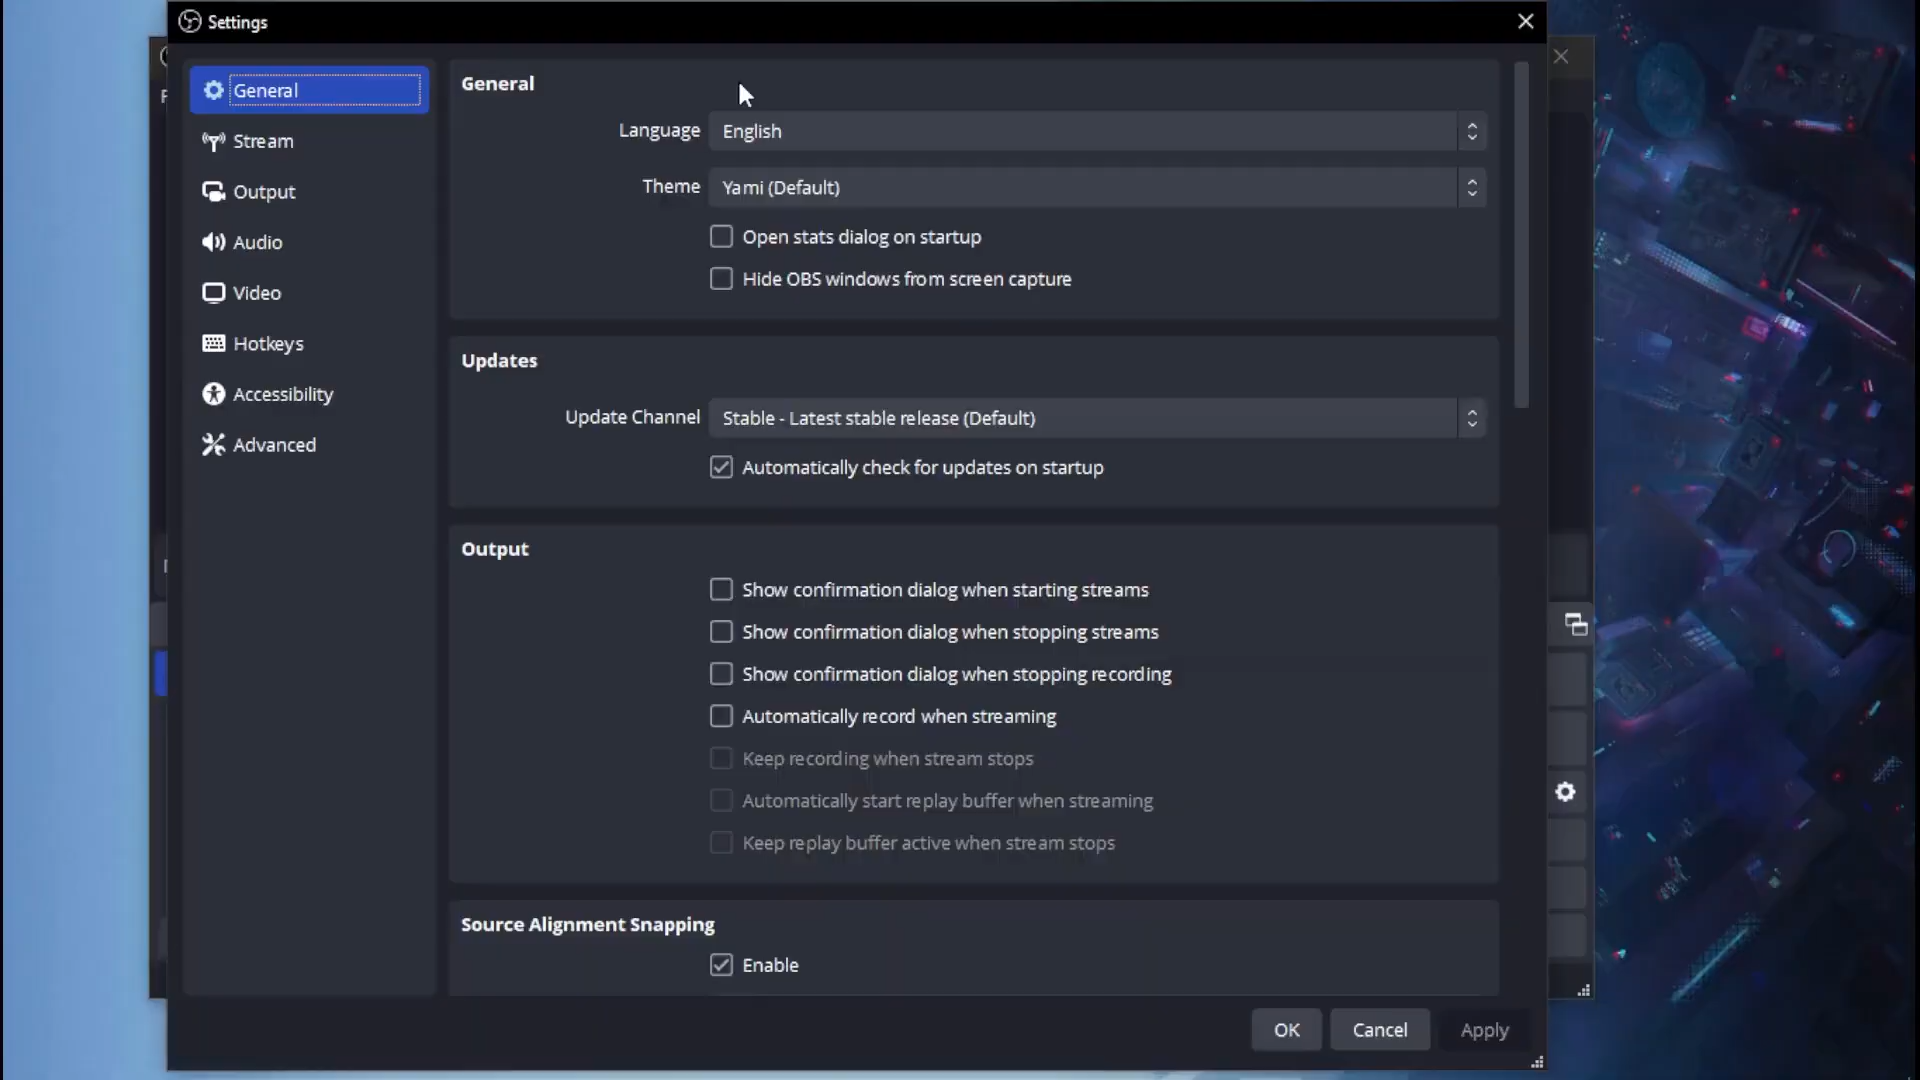 Settings
General
Stream
Output
Audio
Video
Hotkeys
Accessibility
Advanced
General
Language English
Theme Yami (Default)
Open stats dialog on startup
Hide OBS windows from screen capture
Updates
Update Channel Stable - Latest stable release (Default)
Automatically check for updates on startup
Output
Show confirmation dialog when starting streams
Show confirmation dialog when stopping streams
Show confirmation dialog when stopping recording
Automatically record when streaming
Keep recording when stream stops
Automatically start replay buffer when streaming
Keep replay buffer active when stream stops
Source Alignment Snapping
Enable
OK Cancel Apply